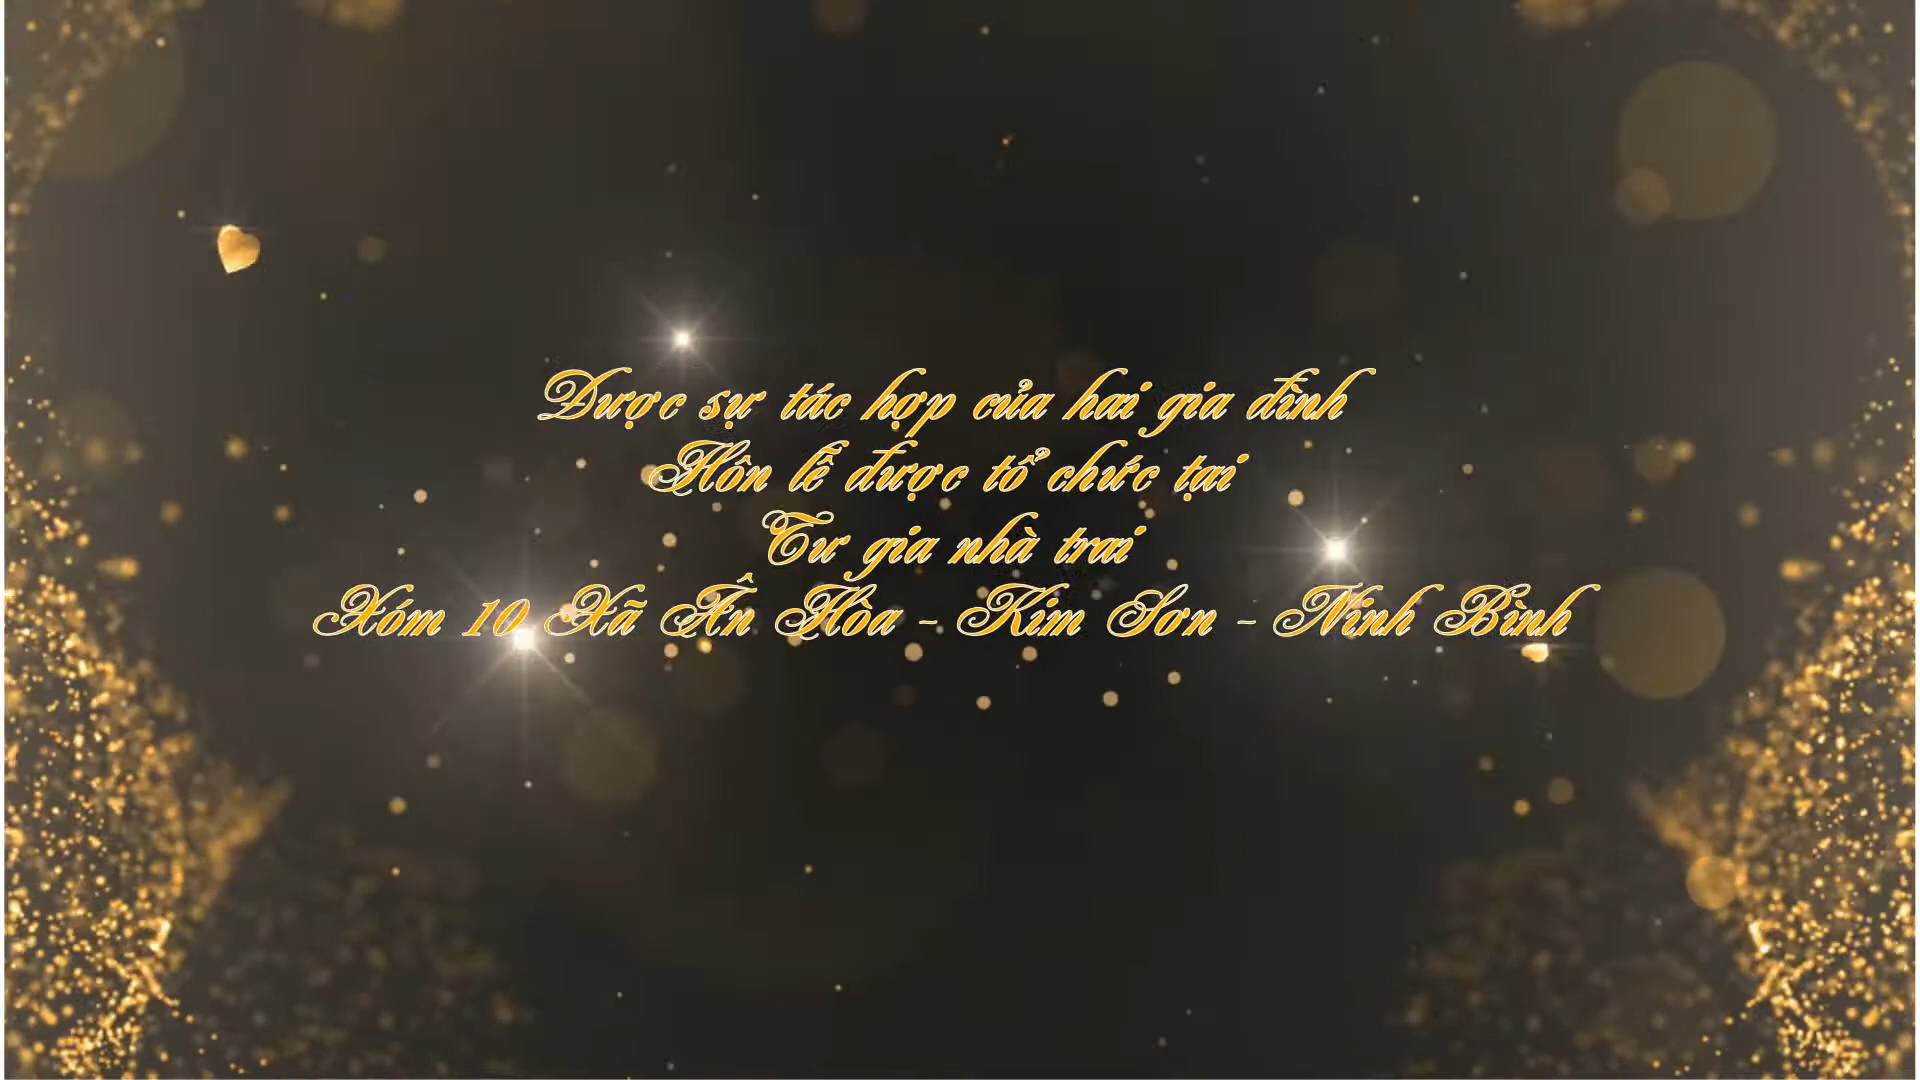 Được sự tác hợp của hai gia đình
Hôn lễ được tổ chức tại
Tư gia nhà trai
Xóm 10 Xã Ân Hòa - Kim Sơn - Ninh Bình